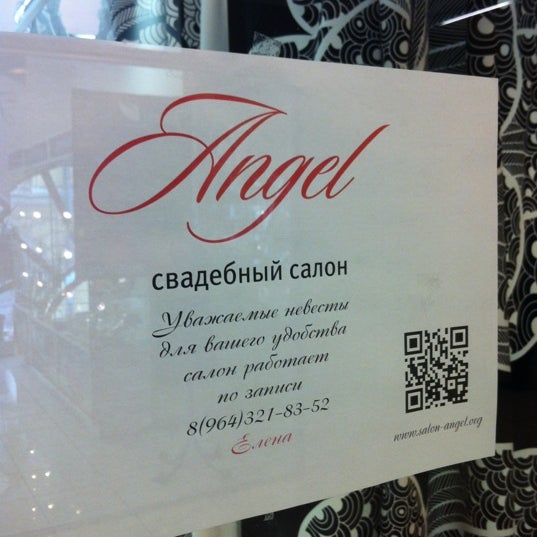 Angel
свадебный салон
Уважаемые невесты
для вашего удобства
салон работает
по записи
8(964)321-83-52
Елена
www.salon-angel.org